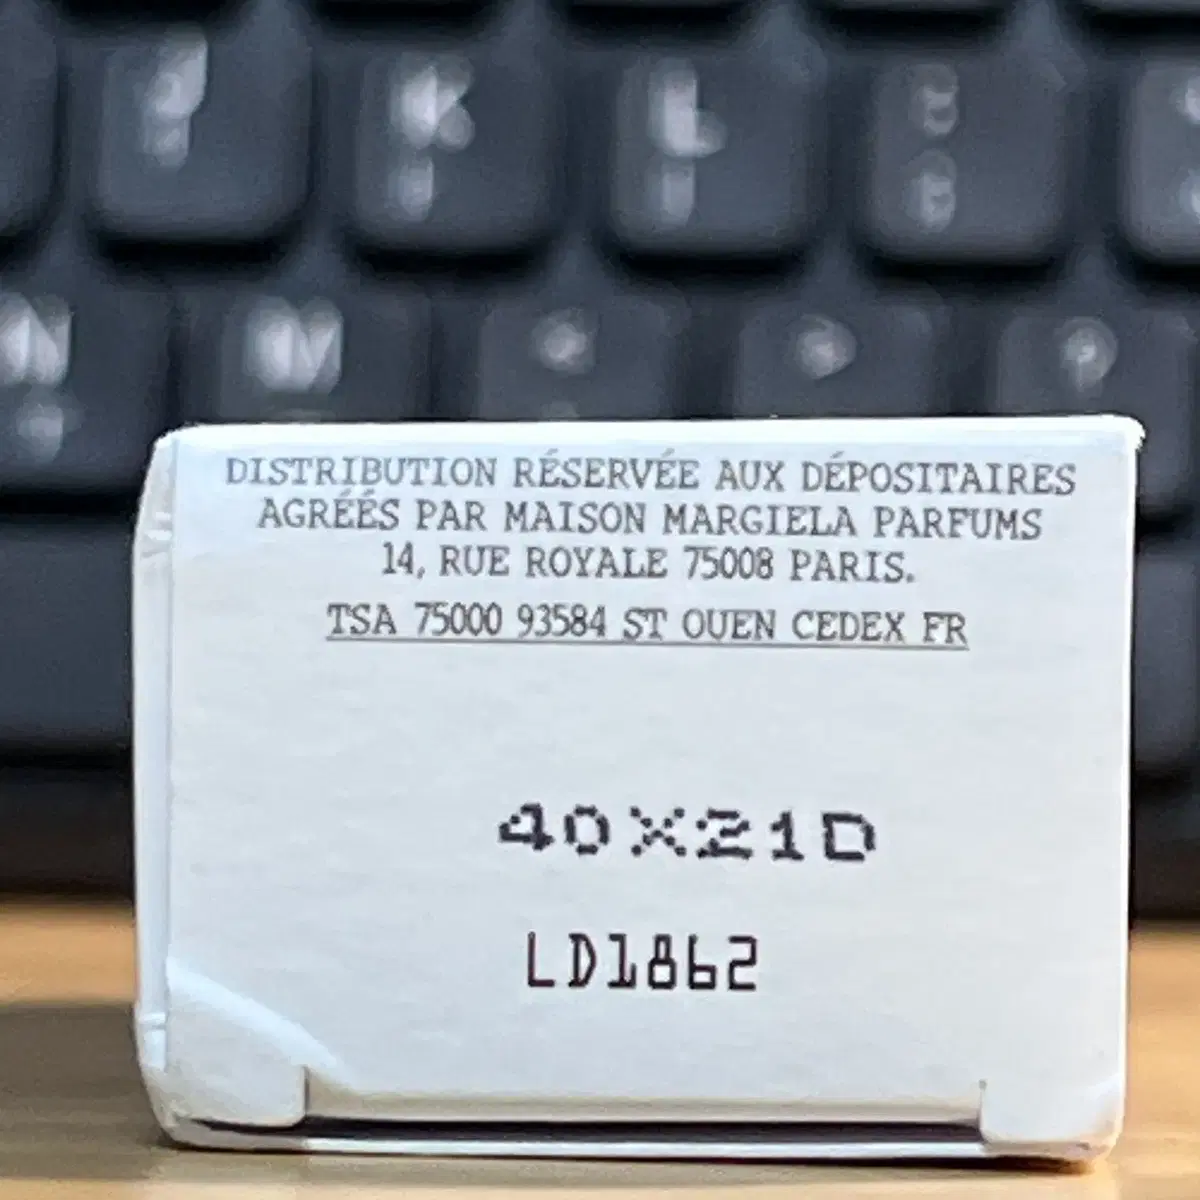 K
L
M
DISTRIBUTION RÉSERVÉE AUX DÉPOSITAIRES
AGRÉÉS PAR MAISON MARGIELA PARFUMS
14, RUE ROYALE 75008 PARIS.
TSA 75000 93584 ST OUEN CEDEX FR
40X21D
LD1862